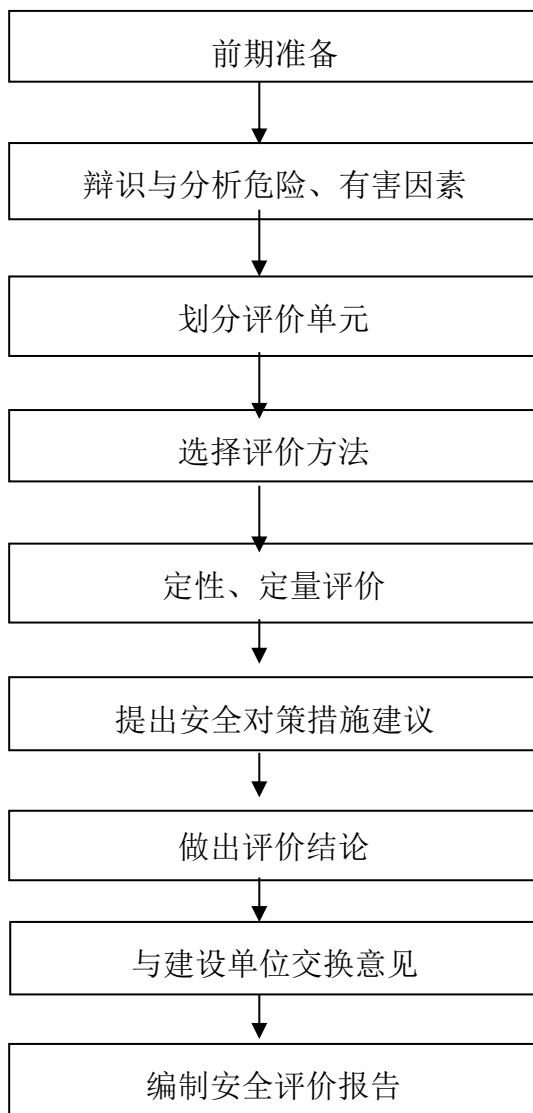 前期准备
辩识与分析危险、有害因素
划分评价单元
选择评价方法
定性、定量评价
提出安全对策措施建议
做出评价结论
与建设单位交换意见
编制安全评价报告